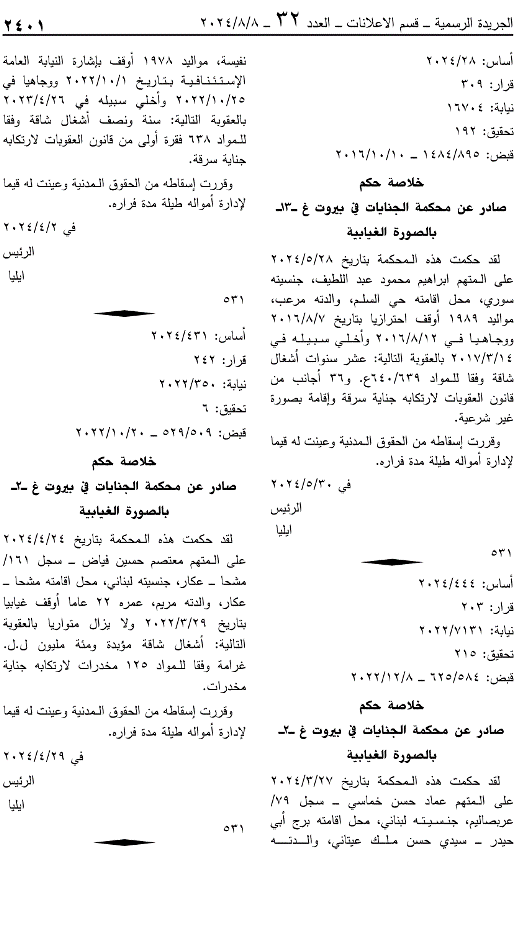 الجريدة الرسمية ــ قسم الاعلانات ــ العدد ٣٢ ــ ٢٠٢٤/٨/٨
٢٤٠١
أساس: ٢٠٢٤/٢٨
قرار: ٣٠٩
نيابة: ١٦٧٠٤
تحقيق: ١٩٢
قبض: ١٤٨٤/٨٩٥ ــ ٢٠١٦/١٠/١٠
خلاصة حكم
صادر عن محكمة الجنايات في بيروت غ ــ١٣ــ
بالصورة الغيابية
لقد حكمت هذه المحكمة بتاريخ ٢٠٢٤/٥/٢٨
على المتهم ابراهيم محمود عبد اللطيف، جنسيته
سوري، محل اقامته حي السلم، والدته مرعب،
مواليد ١٩٨٩ أوقف احترازيا بتاريخ ٢٠١٦/٨/٧
ووجاهيا في ٢٠١٦/٨/١٢ وأخلي سبيله في
٢٠١٧/٣/١٤ بالعقوبة التالية: عشر سنوات أشغال
شاقة وفقا للمواد ٦٤٠/٦٣٩ع. و٣٦ أجانب من
قانون العقوبات لارتكابه جناية سرقة وإقامة بصورة
غير شرعية.
وقررت إسقاطه من الحقوق المدنية وعينت له قيما
لإدارة أمواله طيلة مدة فراره.
في ٢٠٢٤/٥/٣٠
الرئيس
ايليا
٥٣١
أساس: ٢٠٢٤/٤٤٤
قرار: ٢٠٣
نيابة: ٢٠٢٢/٧١٣١
تحقيق: ٢١٥
قبض: ٦٢٥/٥٨٤ ــ ٢٠٢٢/١٢/٨
خلاصة حكم
صادر عن محكمة الجنايات في بيروت غ ــ٢ــ
بالصورة الغيابية
لقد حكمت هذه المحكمة بتاريخ ٢٠٢٤/٣/٢٧
على المتهم عماد حسن خماسي ــ سجل ٧٩/
عربصاليم، جنسيته لبناني، محل اقامته برج أبي
حيدر ــ سيدي حسن ملك عيتاني، والدته
نفيسة، مواليد ١٩٧٨ أوقف بإشارة النيابة العامة
الإستئنافية بتاريخ ٢٠٢٢/١٠/١ ووجاهيا في
٢٠٢٢/١٠/٢٥ وأخلي سبيله في ٢٠٢٣/٤/٢٦
بالعقوبة التالية: سنة ونصف أشغال شاقة وفقا
للمواد ٦٣٨ فقرة أولى من قانون العقوبات لارتكابه
جناية سرقة.
وقررت إسقاطه من الحقوق المدنية وعينت له قيما
لإدارة أمواله طيلة مدة فراره.
في ٢٠٢٤/٤/٢
الرئيس
ايليا
٥٣١
أساس: ٢٠٢٤/٤٣١
قرار: ٢٤٢
نيابة: ٢٠٢٢/٣٥٠
تحقيق: ٦
قبض: ٥٢٩/٥٠٩ ــ ٢٠٢٢/١٠/٢٠
خلاصة حكم
صادر عن محكمة الجنايات في بيروت غ ــ٢ــ
بالصورة الغيابية
لقد حكمت هذه المحكمة بتاريخ ٢٠٢٤/٤/٢٤
على المتهم معتصم حسين فياض ــ سجل ١٦١/
مشحا ــ عكار، جنسيته لبناني، محل اقامته مشحا ــ
عكار، والدته مريم، عمره ٢٢ عاما أوقف غيابيا
بتاريخ ٢٠٢٢/٣/٢٩ ولا يزال متواريا بالعقوبة
التالية: أشغال شاقة مؤبدة ومئة مليون ل.ل.
غرامة وفقا للمواد ١٢٥ مخدرات لارتكابه جناية
مخدرات.
وقررت إسقاطه من الحقوق المدنية وعينت له قيما
لإدارة أمواله طيلة مدة فراره.
في ٢٠٢٤/٤/٢٩
الرئيس
ايليا
٥٣١